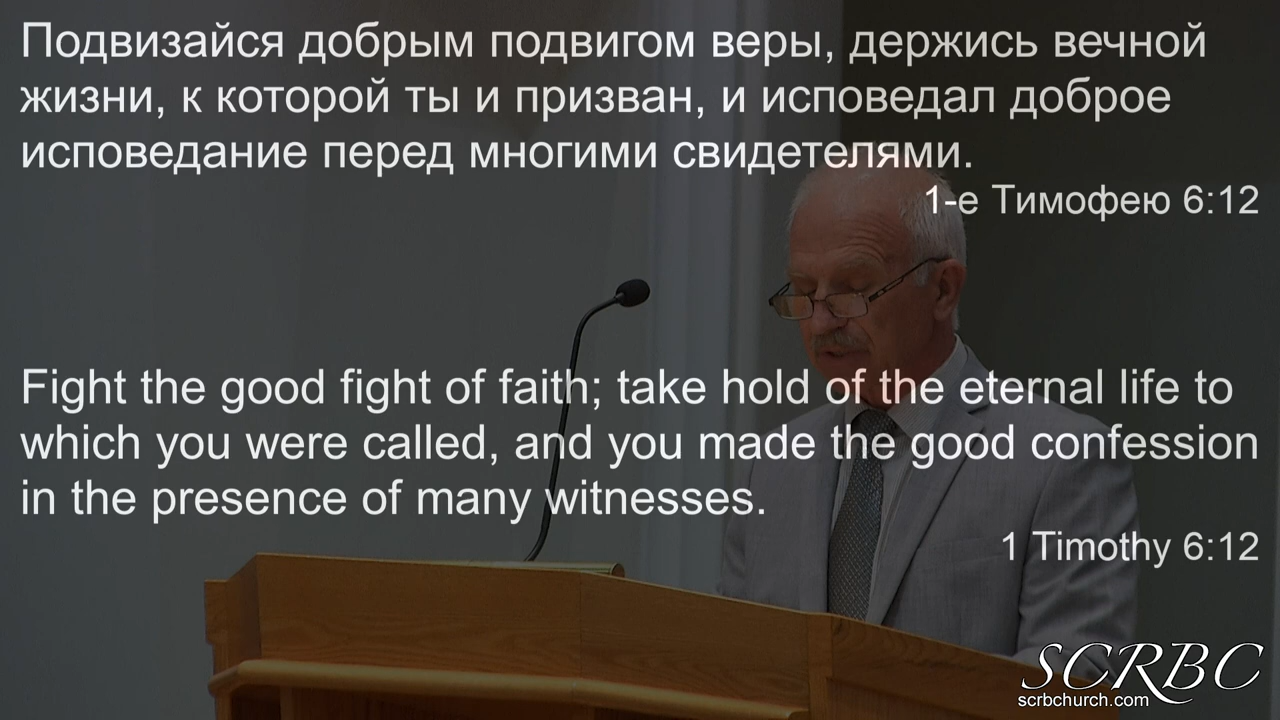 Подвизайся добрым подвигом веры, держись вечной
жизни, к которой ты и призван, и исповедал доброе
исповедание перед многими свидетелями.
1-е Тимофею 6:12
Fight the good fight of faith; take hold of the eternal life to
which you were called, and you made the good confession
in the presence of many witnesses.
1 Timothy 6:12
SCRBC
scrbchurch.com